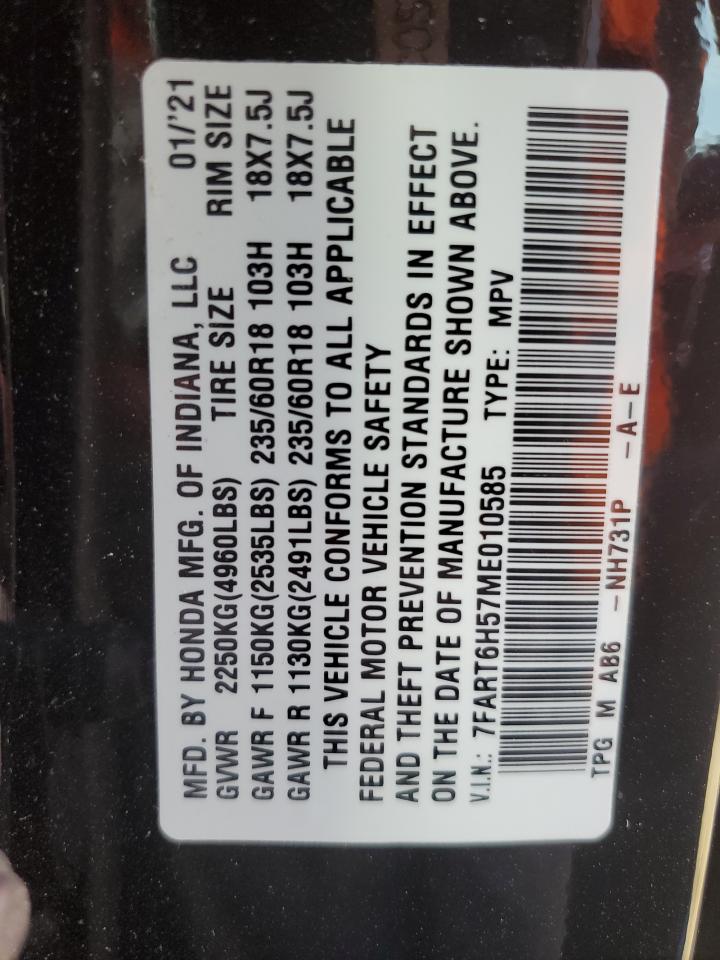 MFD. BY HONDA MFG. OF INDIANA, LLC 01/'21
GVWR 2250KG(4960LBS) TIRE SIZE RIM SIZE
GAWR F 1150KG(2535LBS) 235/60R18 103H 18X7.5J
GAWR R 1130KG(2491LBS) 235/60R18 103H 18X7.5J
THIS VEHICLE CONFORMS TO ALL APPLICABLE
FEDERAL MOTOR VEHICLE SAFETY
AND THEFT PREVENTION STANDARDS IN EFFECT
ON THE DATE OF MANUFACTURE SHOWN ABOVE.
V.I.N.: 7FART6H57ME010585 TYPE: MPV
TPG M AB6 -NH731P -A-E